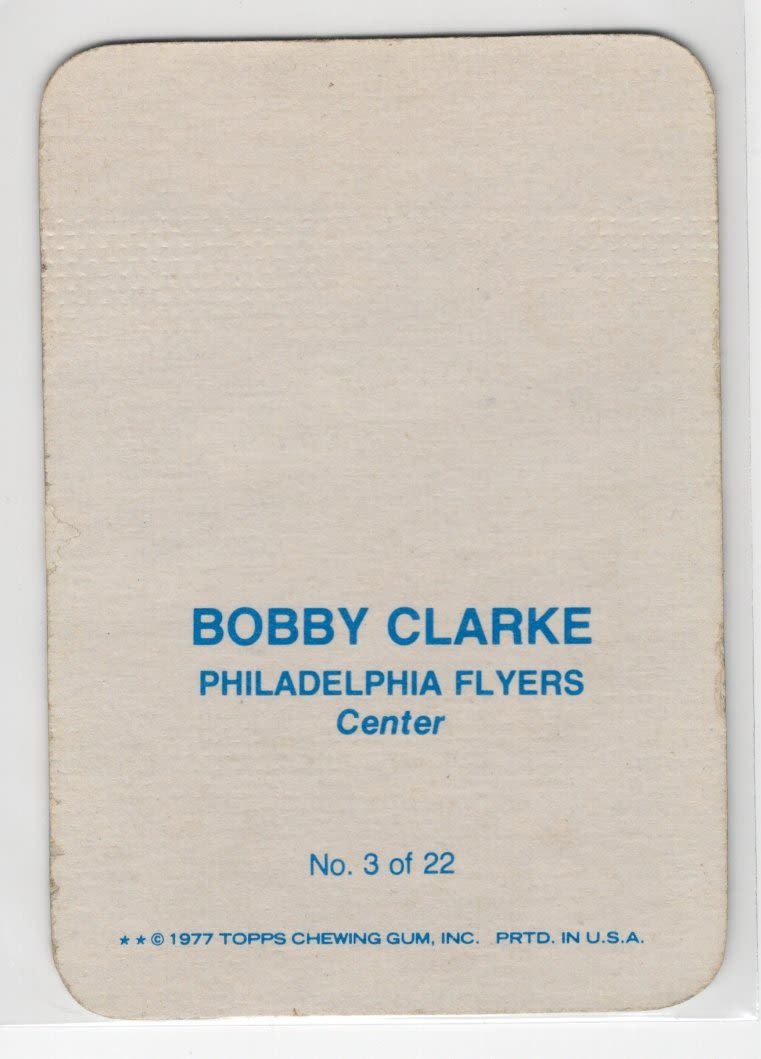 BOBBY CLARKE
PHILADELPHIA FLYERS
Center
No. 3 of 22
★ ★ © 1977 TOPPS CHEWING GUM, INC. PRTD. IN U.S.A.